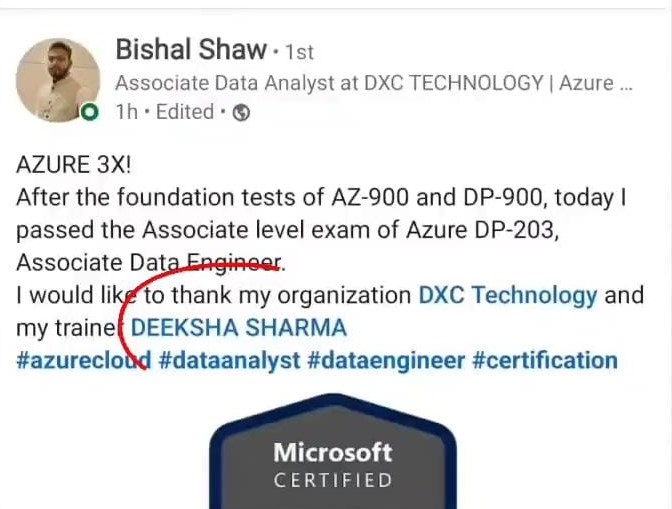 Bishal Shaw · 1st
Associate Data Analyst at DXC TECHNOLOGY | Azure ...
1h · Edited ·
AZURE 3X!
After the foundation tests of AZ-900 and DP-900, today I
passed the Associate level exam of Azure DP-203,
Associate Data Engineer.
I would like to thank my organization DXC Technology and
my trainer DEEKSHA SHARMA
#azurecloud #dataanalyst #dataengineer #certification
Microsoft
CERTIFIED